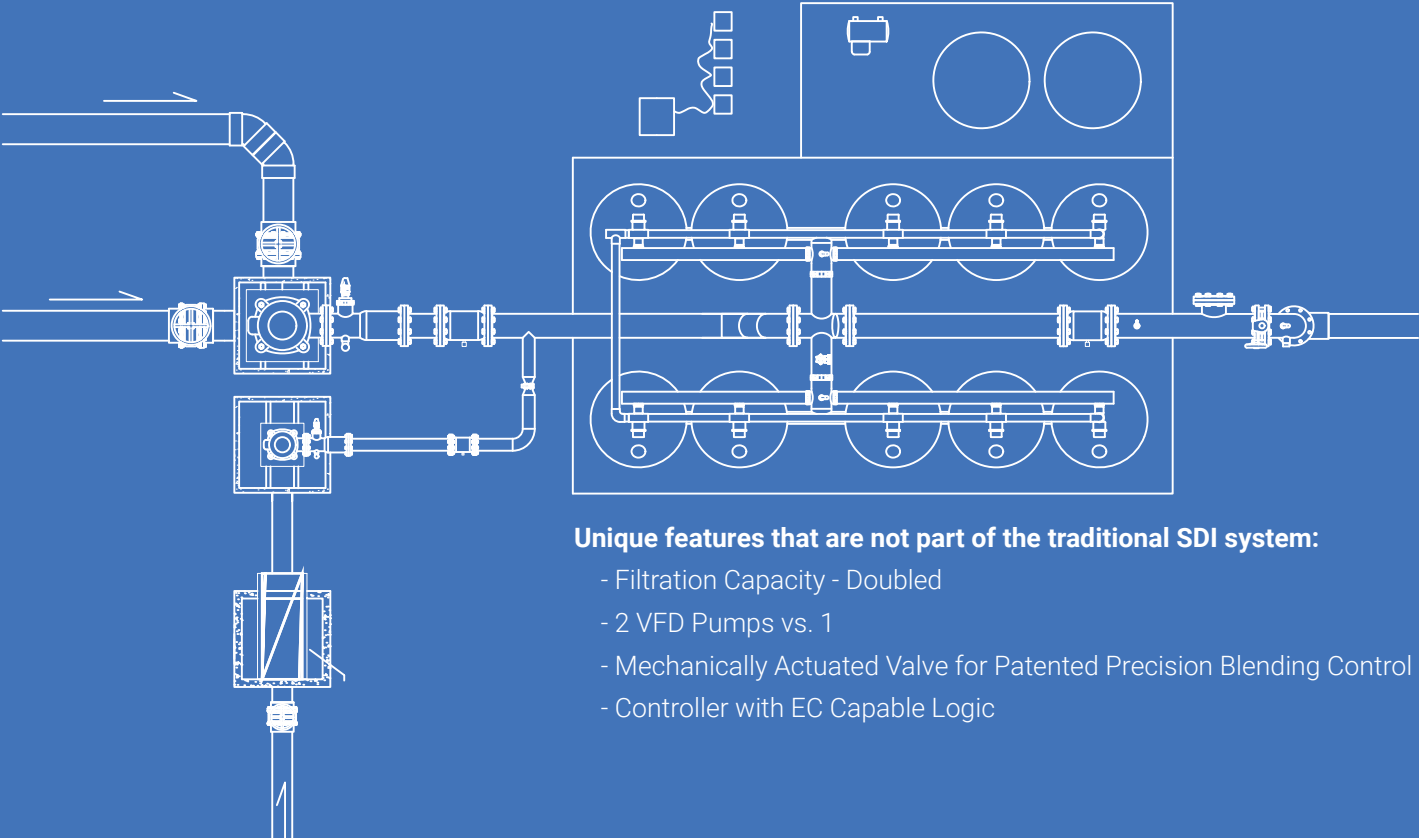 Unique features that are not part of the traditional SDI system:
- Filtration Capacity - Doubled
- 2 VFD Pumps vs. 1
- Mechanically Actuated Valve for Patented Precision Blending Control
- Controller with EC Capable Logic